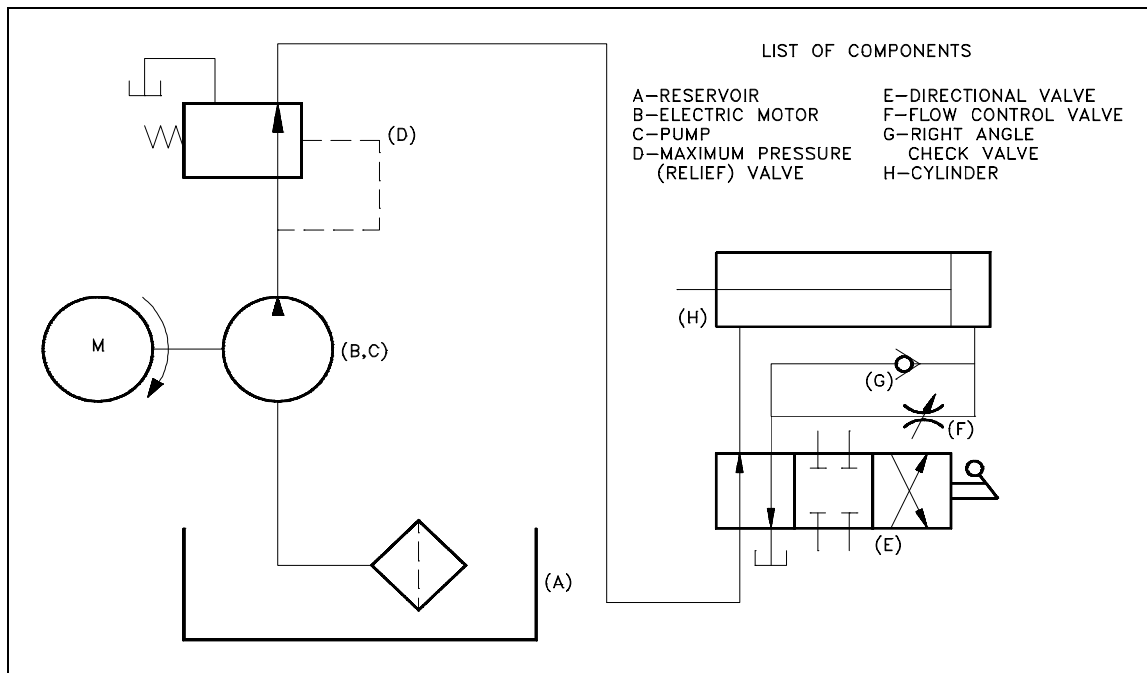 LIST OF COMPONENTS
A-RESERVOIR
B-ELECTRIC MOTOR
C-PUMP
D-MAXIMUM PRESSURE
(RELIEF) VALVE
E-DIRECTIONAL VALVE
F-FLOW CONTROL VALVE
G-RIGHT ANGLE
CHECK VALVE
H-CYLINDER
(D)
(H)
M
(B,C)
(G)
(F)
(E)
(A)